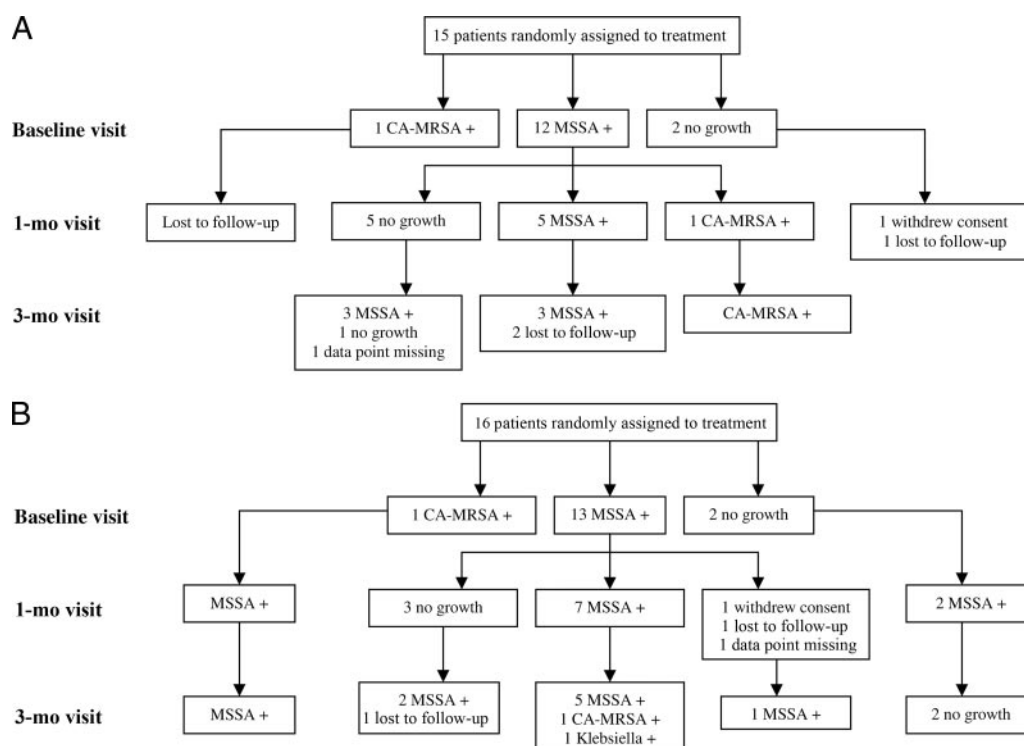 A
15 patients randomly assigned to treatment
Baseline visit
1 CA-MRSA +
12 MSSA +
2 no growth
1-mo visit
Lost to follow-up
5 no growth
5 MSSA +
1 CA-MRSA +
1 withdrew consent
1 lost to follow-up
3-mo visit
3 MSSA +
1 no growth
1 data point missing
3 MSSA +
2 lost to follow-up
CA-MRSA +
B
16 patients randomly assigned to treatment
Baseline visit
1 CA-MRSA +
13 MSSA +
2 no growth
1-mo visit
MSSA +
3 no growth
7 MSSA +
1 withdrew consent
1 lost to follow-up
1 data point missing
2 MSSA +
3-mo visit
MSSA +
2 MSSA +
1 lost to follow-up
5 MSSA +
1 CA-MRSA +
1 Klebsiella +
1 MSSA +
2 no growth